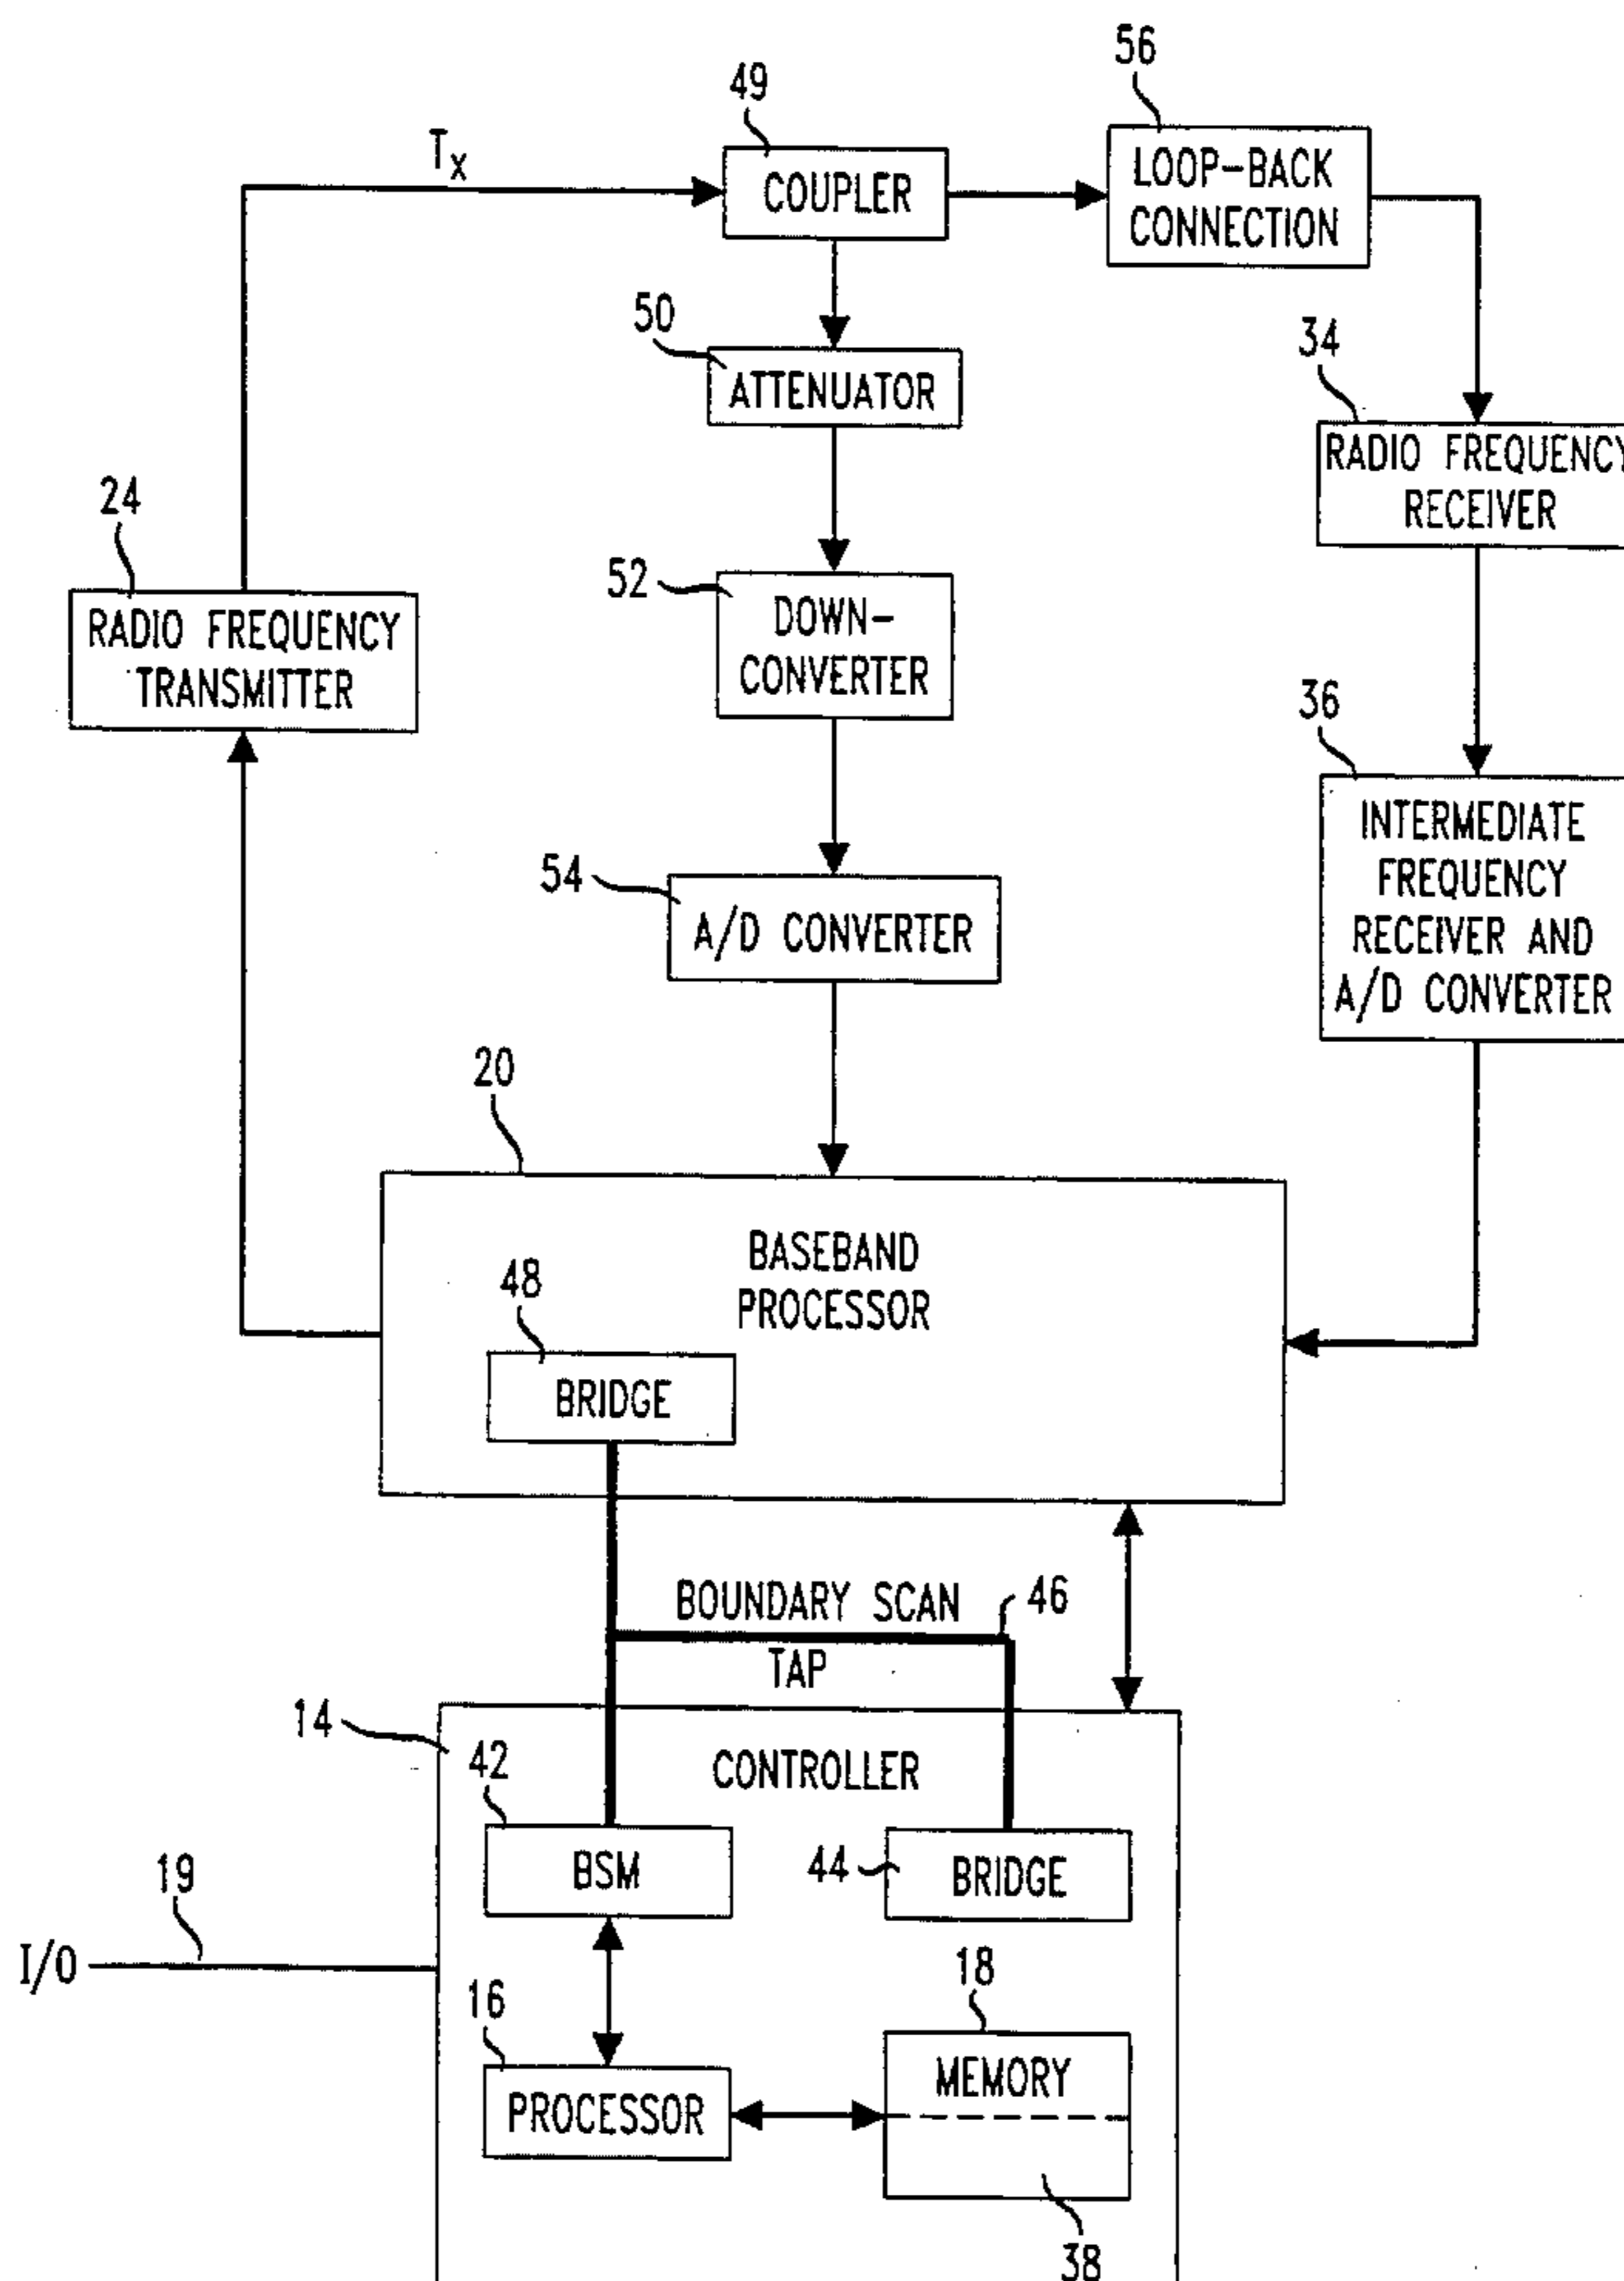 56
49
Tx
COUPLER
LOOP-BACK
CONNECTION
50
34
ATTENUATOR
RADIO FREQUENCY
RECEIVER
24
52
RADIO FREQUENCY
TRANSMITTER
DOWN-
CONVERTER
36
54
A/D CONVERTER
INTERMEDIATE
FREQUENCY
RECEIVER AND
A/D CONVERTER
20
BASEBAND
PROCESSOR
48
BRIDGE
BOUNDARY SCAN
46
TAP
14
CONTROLLER
42
BSM
44
BRIDGE
19
I/O
18
16
MEMORY
PROCESSOR
38